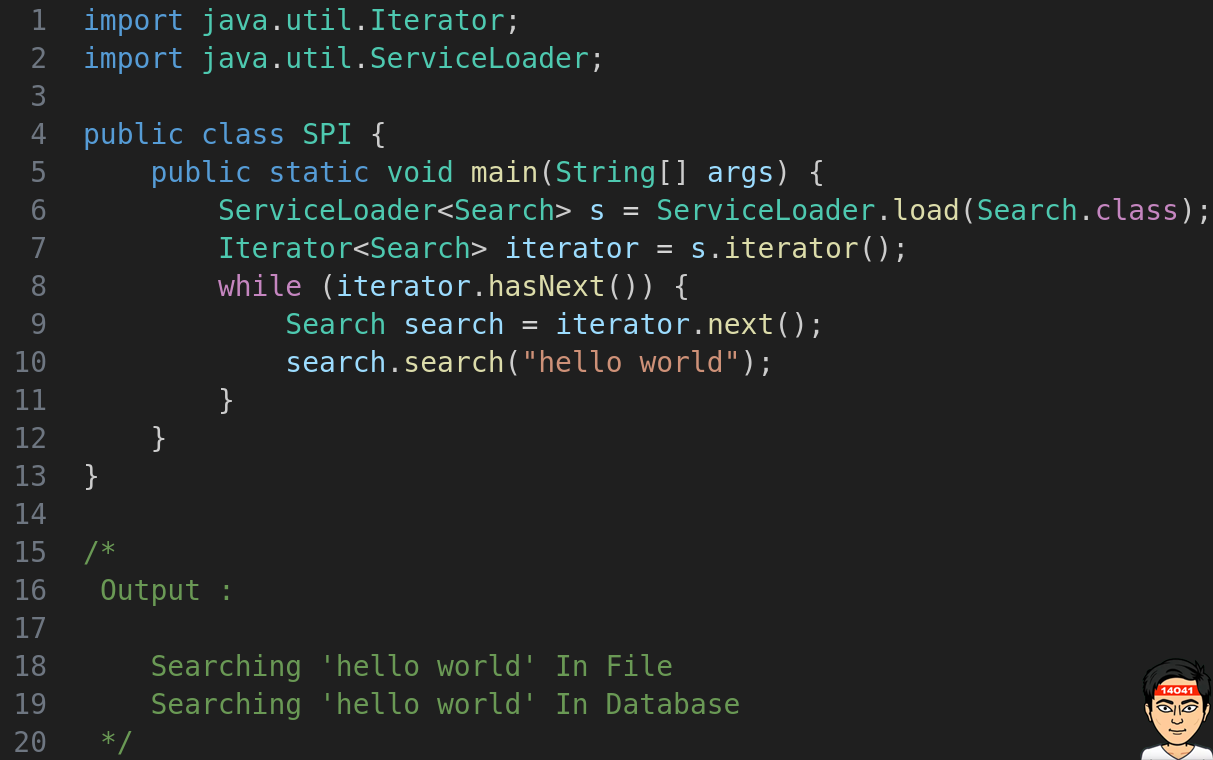 1 import java.util.Iterator;
2 import java.util.ServiceLoader;
3
4 public class SPI {
5     public static void main(String[] args) {
6         ServiceLoader<Search> s = ServiceLoader.load(Search.class);
7         Iterator<Search> iterator = s.iterator();
8         while (iterator.hasNext()) {
9             Search search = iterator.next();
10             search.search("hello world");
11         }
12     }
13 }
14
15 /*
16  Output :
17
18     Searching 'hello world' In File
19     Searching 'hello world' In Database
20  */
14041